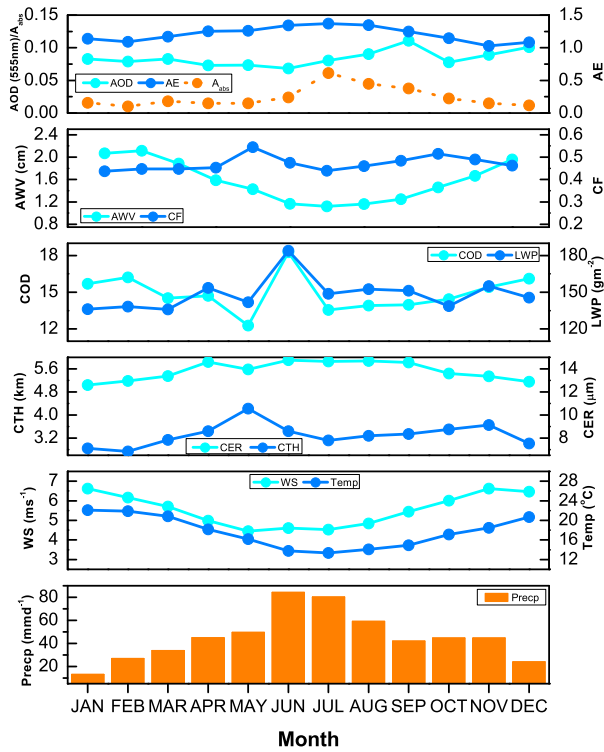 0.15
0.10
0.05
0.00
AOD (555nm)/Aabs
AOD AE Aabs
1.5
1.0
0.5
0.0
AE
2.4
2.0
1.6
1.2
0.8
AWV (cm)
AWV CF
0.6
0.5
0.4
0.3
0.2
CF
18
15
12
COD
COD LWP
180
150
120
LWP (gm-2)
5.6
4.8
4.0
3.2
CTH (km)
CER CTH
14
12
10
8
CER (μm)
7
6
5
4
3
WS (ms-1)
WS Temp
28
24
20
16
12
Temp (°C)
80
60
40
20
Precp (mmd-1)
Precp
JAN FEB MAR APR MAY JUN JUL AUG SEP OCT NOV DEC
Month